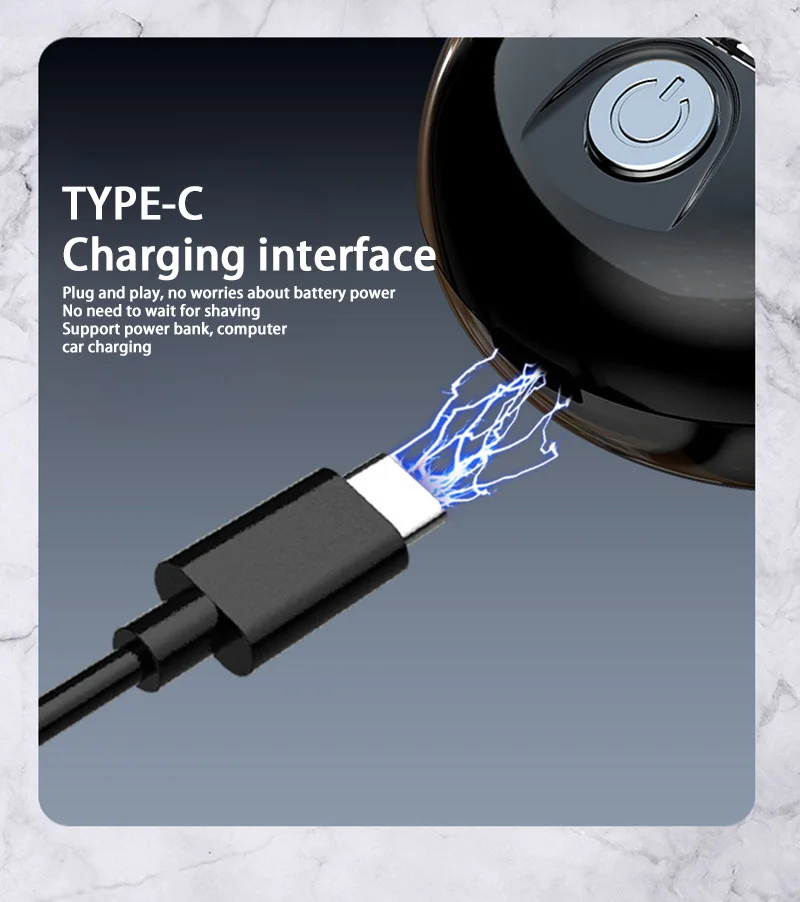 TYPE-C
Charging interface
Plug and play, no worries about battery power
No need to wait for shaving
Support power bank, computer
car charging